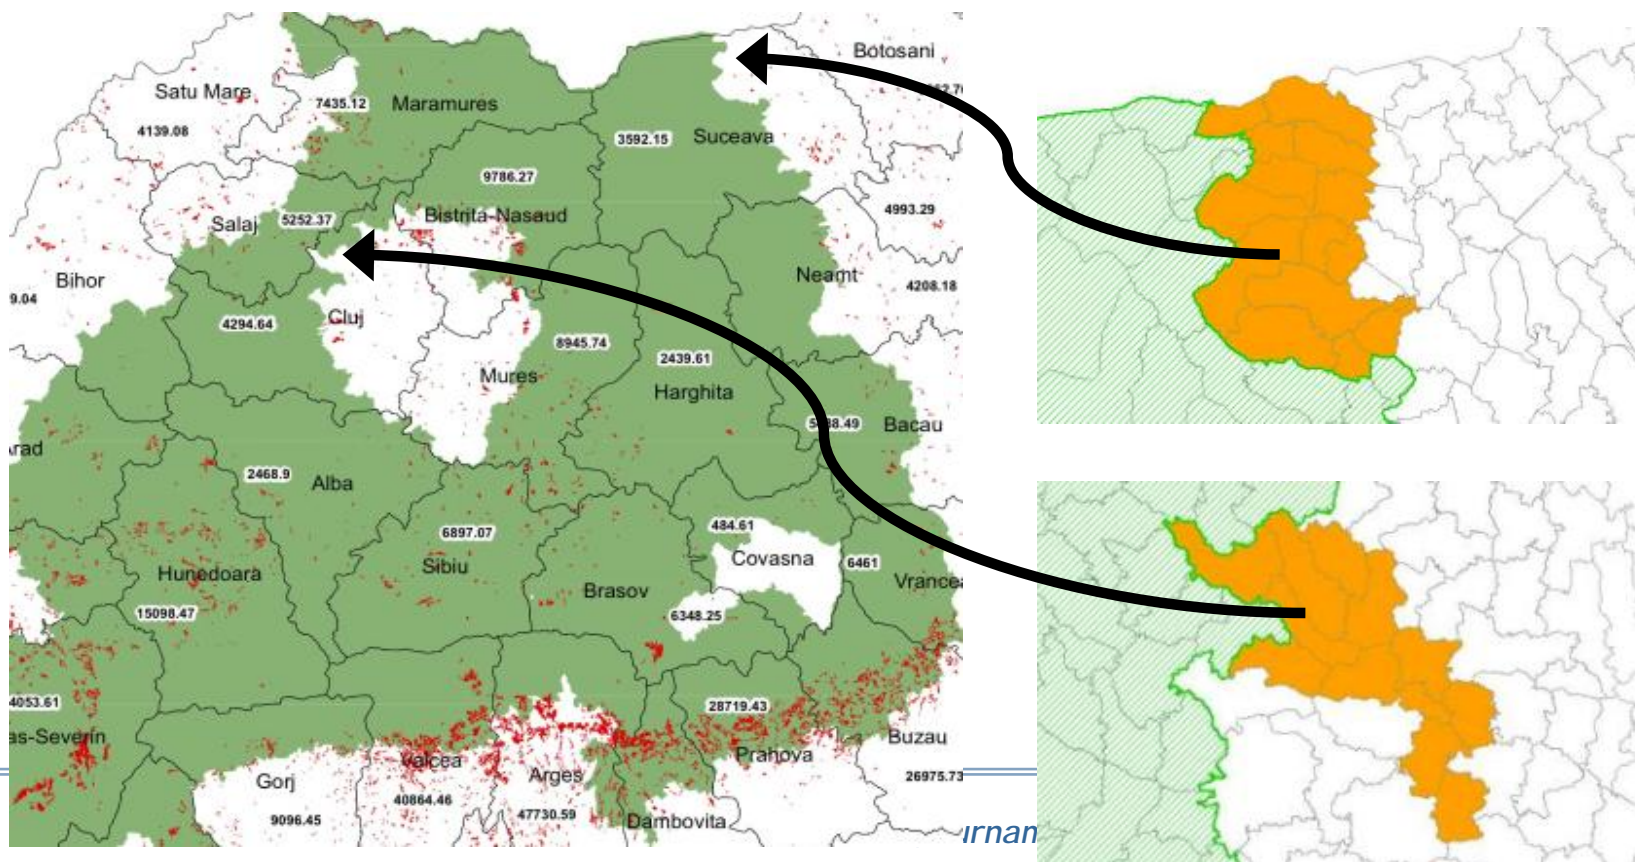 Botosani
Satu Mare
7435.12
Maramures
4139.08
3592.15
Suceava
9786.27
Salaj
5252.37
Bistrita-Nasaud
4993.29
Bihor
Neamt
9.04
4208.18
4294.64
Cluj
8945.74
2439.61
Mures
Harghita
Bacau
2468.9
Alba
484.61
6897.07
Covasna
6461
Hunedoara
Sibiu
Brasov
Vrancea
15098.47
6348.25
4053.61
28719.43
as-Severin
Valcea
Prahova
Buzau
Gorj
Arges
26975.73
40864.46
47730.59
9096.45
Dambovita